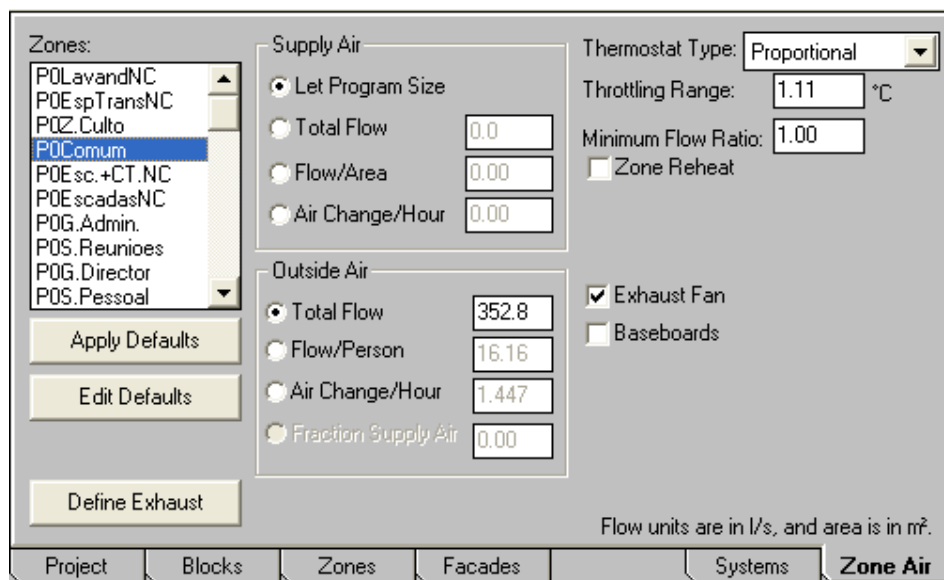 Zones:
P0LavandNC
P0EspTransNC
P0Z.Culto
P0Comum
P0Esc.+CT.NC
P0EscadasNC
P0G.Admin.
P0S.Reunioes
P0G.Director
P0S.Pessoal
Apply Defaults
Edit Defaults
Define Exhaust
Supply Air
Let Program Size
Total Flow 0.0
Flow/Area 0.00
Air Change/Hour 0.00
Outside Air
Total Flow 352.8
Flow/Person 16.16
Air Change/Hour 1.447
Fraction Supply Air 0.00
Thermostat Type: Proportional
Throttling Range: 1.11 °C
Minimum Flow Ratio: 1.00
Zone Reheat
Exhaust Fan
Baseboards
Flow units are in l/s, and area is in m².
Project Blocks Zones Facades Systems Zone Air